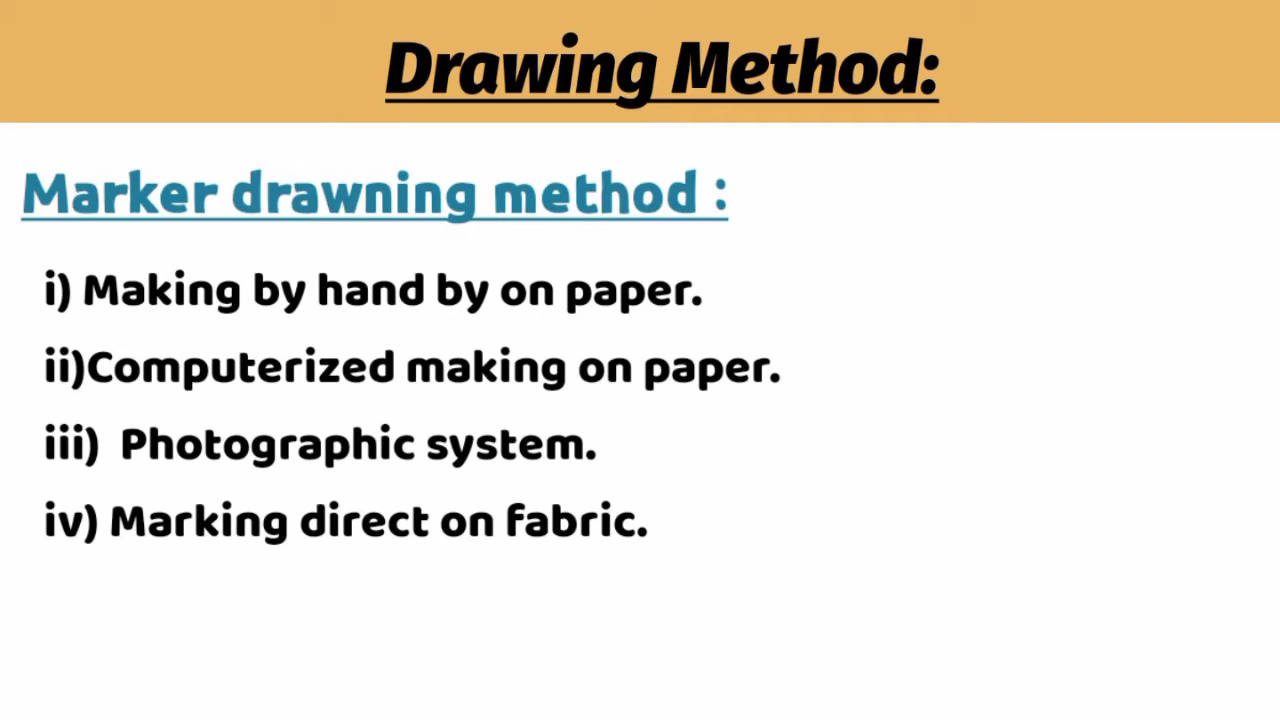 Drawing Method:
Marker drawning method :
i) Making by hand by on paper.
ii)Computerized making on paper.
iii) Photographic system.
iv) Marking direct on fabric.